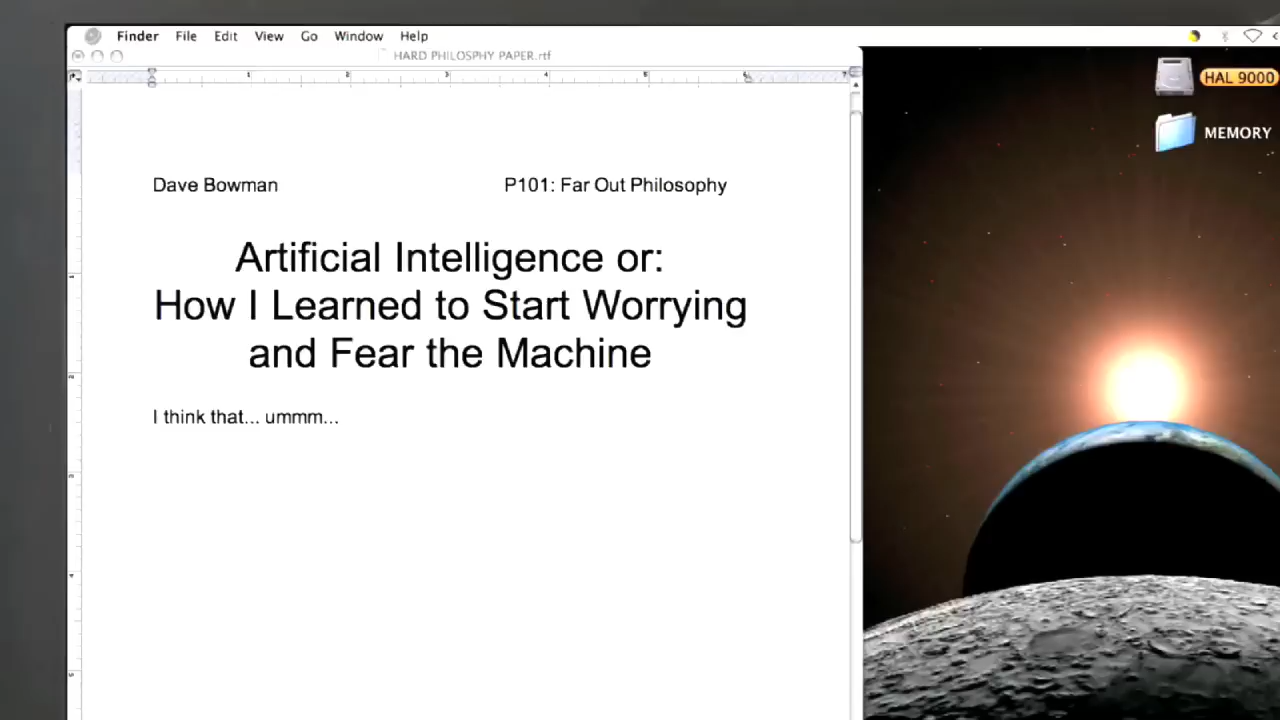 Finder File Edit View Go Window Help
HARD PHILOSPHY PAPER.rtf
HAL 9000
MEMORY
Dave Bowman P101: Far Out Philosophy
Artificial Intelligence or:
How I Learned to Start Worrying
and Fear the Machine
I think that... ummm...